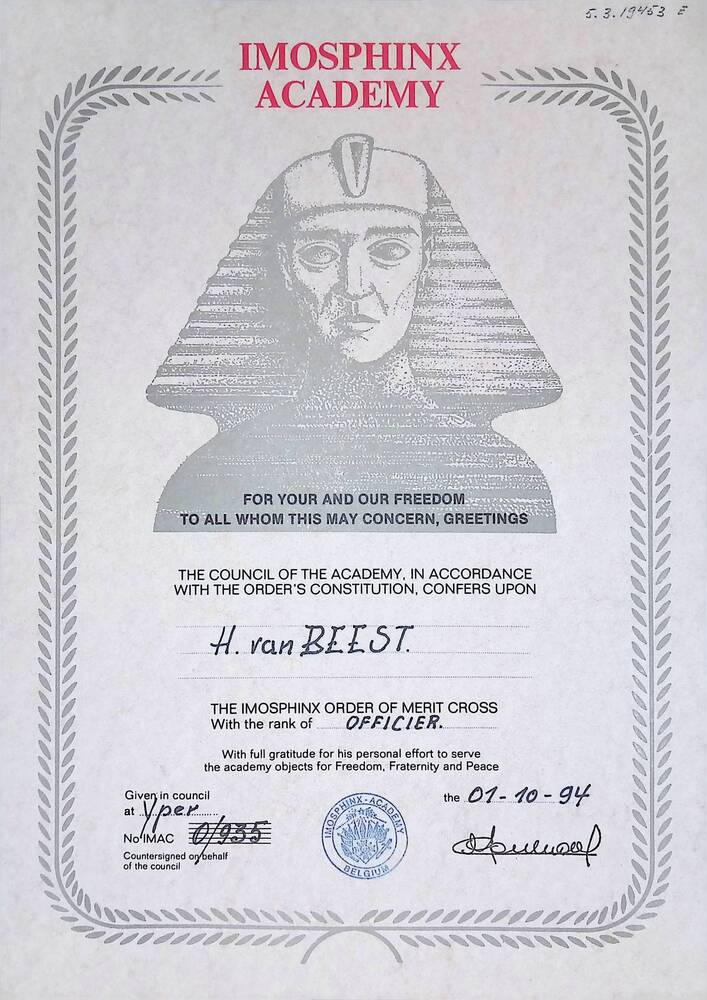 5.3.19453 E
IMOSPHINX
ACADEMY
FOR YOUR AND OUR FREEDOM
TO ALL WHOM THIS MAY CONCERN, GREETINGS
THE COUNCIL OF THE ACADEMY, IN ACCORDANCE
WITH THE ORDER'S CONSTITUTION, CONFERS UPON
H. van BEEST.
THE IMOSPHINX ORDER OF MERIT CROSS
With the rank of OFFICIER.
With full gratitude for his personal effort to serve
the academy objects for Freedom, Fraternity and Peace
Given in council
at Yper
the 01-10-94
No IMAC 0/935
Countersigned on behalf
of the council
IMOSPHINX-ACADEMY
BELGIUM